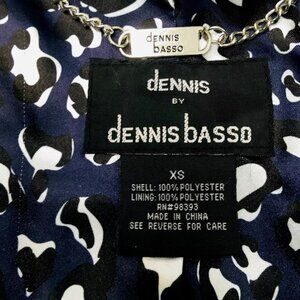 dENNIS
bASSO
dENNIS
BY
dENNIS bASSO
XS
SHELL: 100% POLYESTER
LINING: 100% POLYESTER
RN#98393
MADE IN CHINA
SEE REVERSE FOR CARE